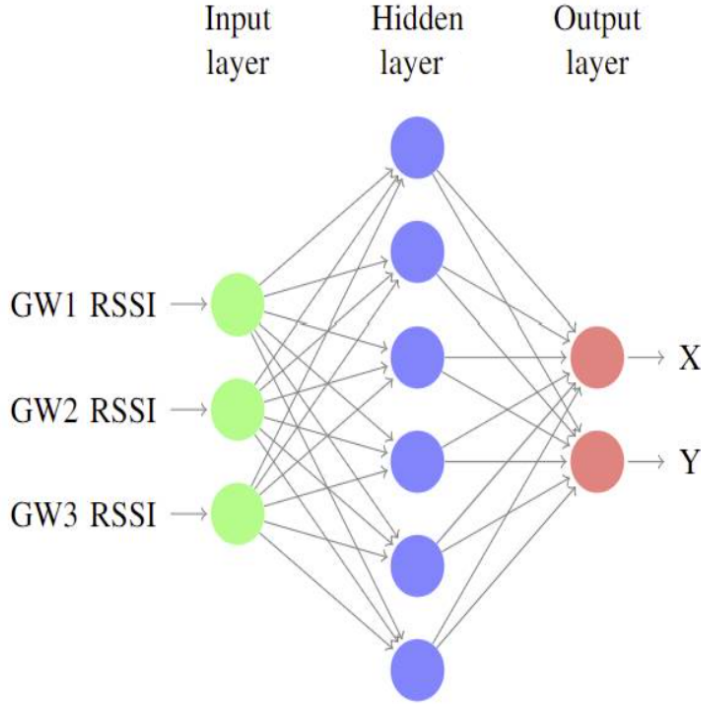 Input layer
Hidden layer
Output layer
GW1 RSSI
X
GW2 RSSI
Y
GW3 RSSI